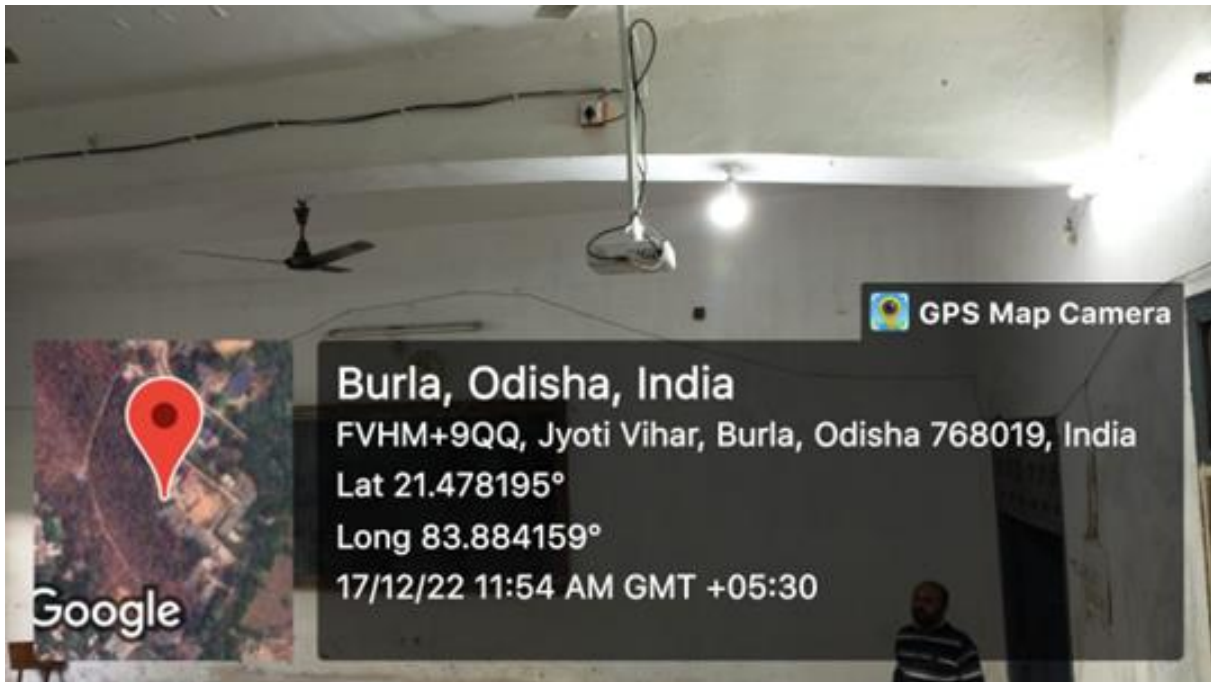 GPS Map Camera
Burla, Odisha, India
FVHM+9QQ, Jyoti Vihar, Burla, Odisha 768019, India
Lat 21.478195°
Long 83.884159°
17/12/22 11:54 AM GMT +05:30
Google